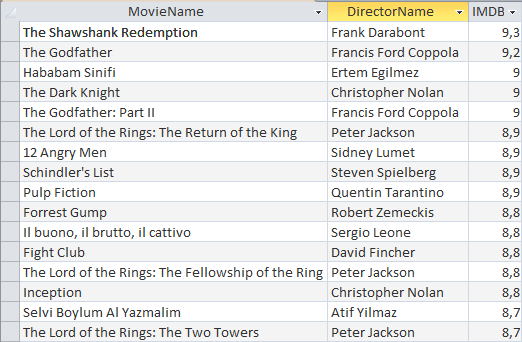 MovieName DirectorName IMDB
The Shawshank Redemption Frank Darabont 9,3
The Godfather Francis Ford Coppola 9,2
Hababam Sinifi Ertem Egilmez 9
The Dark Knight Christopher Nolan 9
The Godfather: Part II Francis Ford Coppola 9
The Lord of the Rings: The Return of the King Peter Jackson 8,9
12 Angry Men Sidney Lumet 8,9
Schindler's List Steven Spielberg 8,9
Pulp Fiction Quentin Tarantino 8,9
Forrest Gump Robert Zemeckis 8,8
Il buono, il brutto, il cattivo Sergio Leone 8,8
Fight Club David Fincher 8,8
The Lord of the Rings: The Fellowship of the Ring Peter Jackson 8,8
Inception Christopher Nolan 8,8
Selvi Boylum Al Yazmalim Atif Yilmaz 8,7
The Lord of the Rings: The Two Towers Peter Jackson 8,7